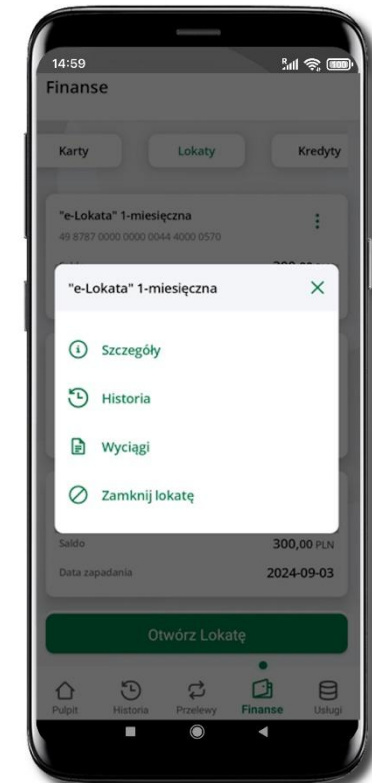 14:59
Finanse
Karty Lokaty Kredyty
"e-Lokata" 1-miesięczna
49 8787 0000 0000 0044 4000 0570
"e-Lokata" 1-miesięczna
Szczegóły
Historia
Wyciągi
Zamknij lokatę
Saldo 300,00 PLN
Data zapadania 2024-09-03
Otwórz Lokatę
Pulpit Historia Przelewy Finanse Usługi